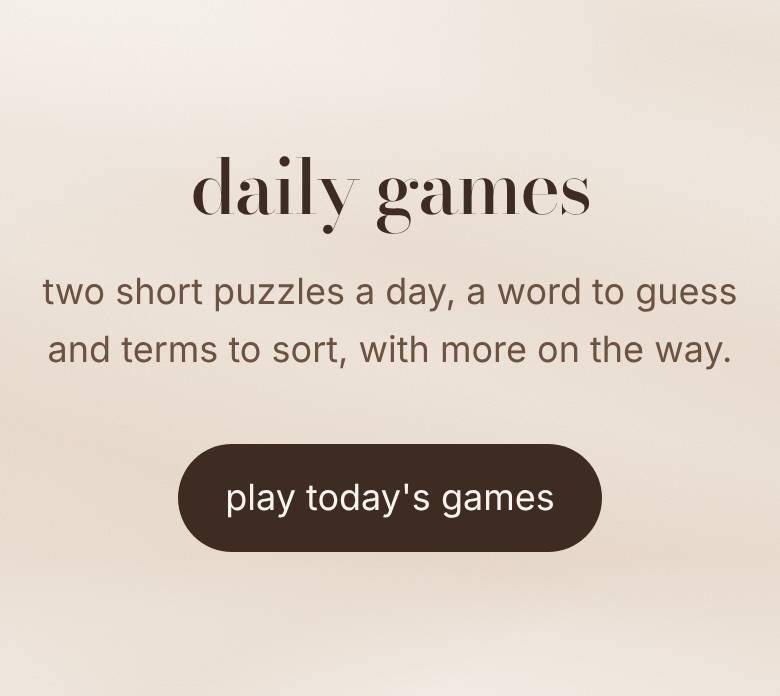 daily games
two short puzzles a day, a word to guess
and terms to sort, with more on the way.
play today's games